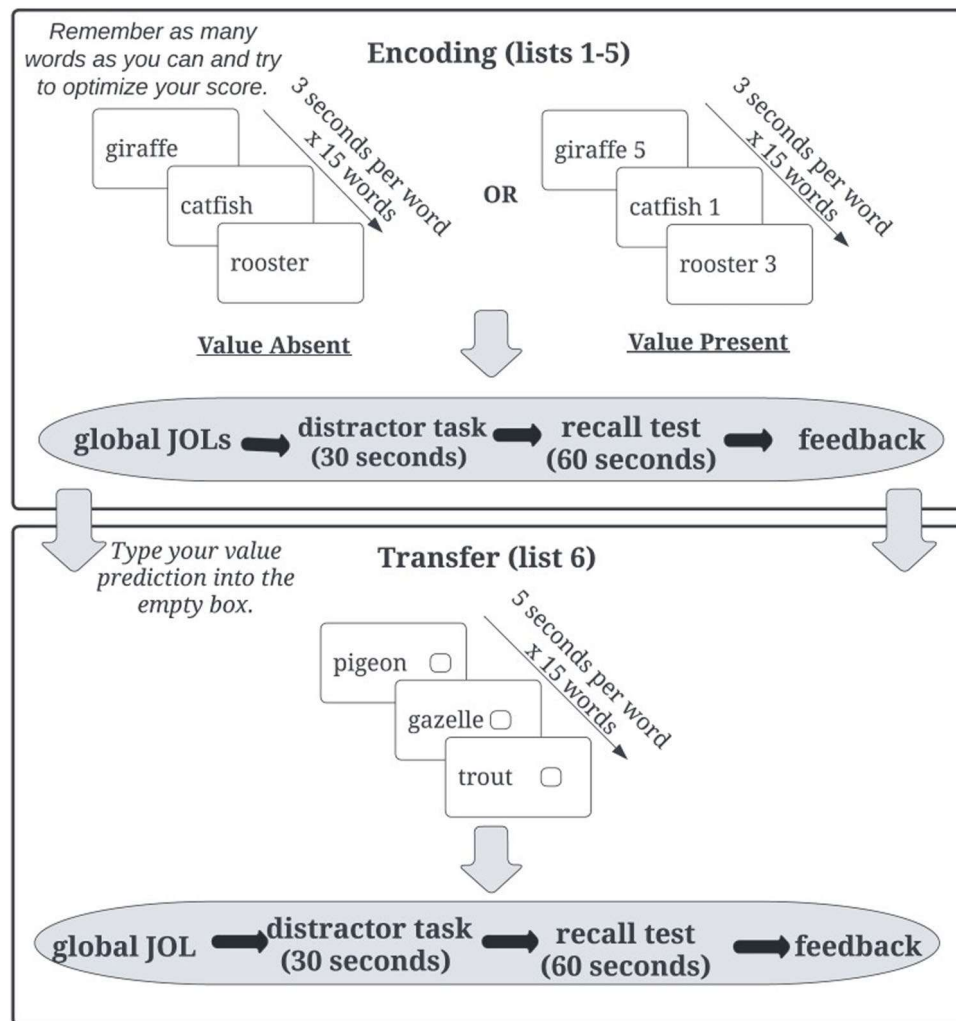 Remember as many
words as you can and try
to optimize your score.
Encoding (lists 1-5)
giraffe
catfish
rooster
3 seconds per word
x 15 words
Value Absent
OR
giraffe 5
catfish 1
rooster 3
3 seconds per word
x 15 words
Value Present
global JOLs
distractor task
(30 seconds)
recall test
(60 seconds)
feedback
Type your value
prediction into the
empty box.
Transfer (list 6)
pigeon
gazelle
trout
5 seconds per word
x 15 words
global JOL
distractor task
(30 seconds)
recall test
(60 seconds)
feedback